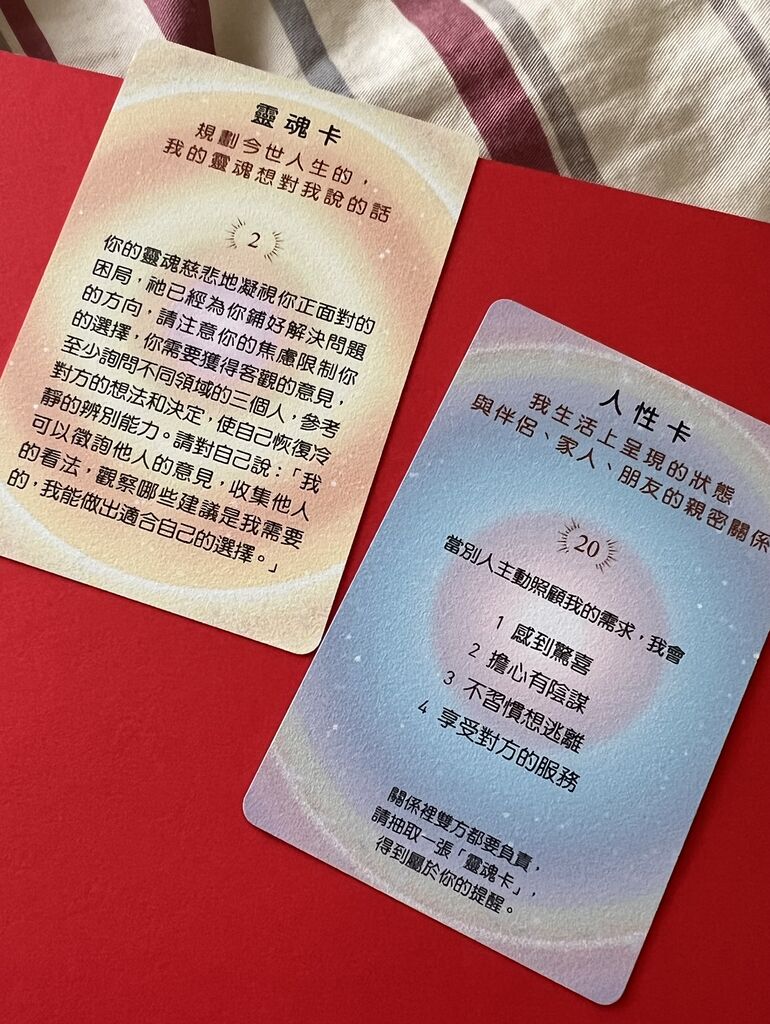 靈魂卡
規劃今世人生的，
我的靈魂想對我說的話
2
你的靈魂慈悲地凝視你正面對的
困局，祂已經為你鋪好解決問題
的方向，請注意你的焦慮限制你
的選擇，你需要獲得客觀的意見，
至少詢問不同領域的三個人，參考
對方的想法和決定，使自己恢復冷
靜的辨別能力。請對自己說：「我
可以徵詢他人的意見，收集他人
的看法，觀察哪些建議是我需要
的，我能做出適合自己的選擇。」
人性卡
我生活上呈現的狀態
與伴侶、家人、朋友的親密關係
20
當別人主動照顧我的需求，我會
1 感到驚喜
2 擔心有陰謀
3 不習慣想逃離
4 享受對方的服務
關係裡雙方都要負責，
請抽取一張「靈魂卡」，
得到屬於你的提醒。